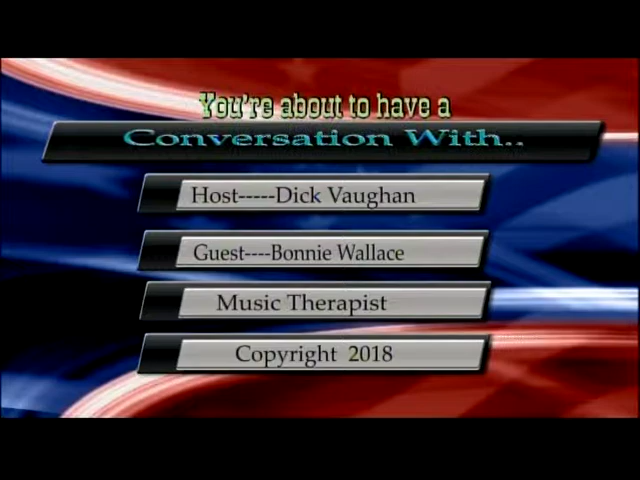 You're about to have a
Conversation With..
Host-----Dick Vaughan
Guest----Bonnie Wallace
Music Therapist
Copyright 2018